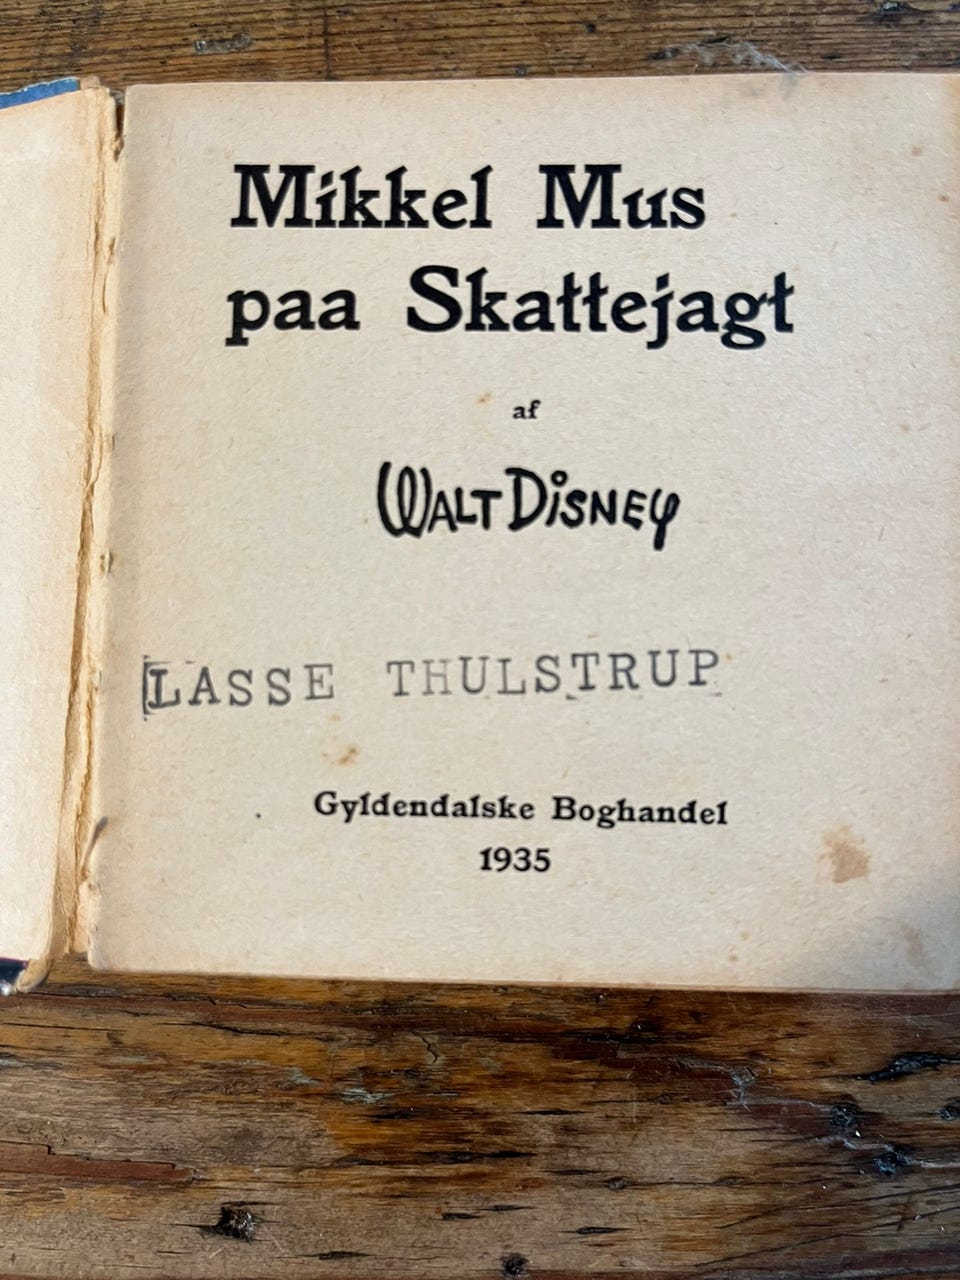 Mikkel Mus
paa Skattejagt
af
WALT DISNEY
LASSE THULSTRUP
Gyldendalske Boghandel
1935